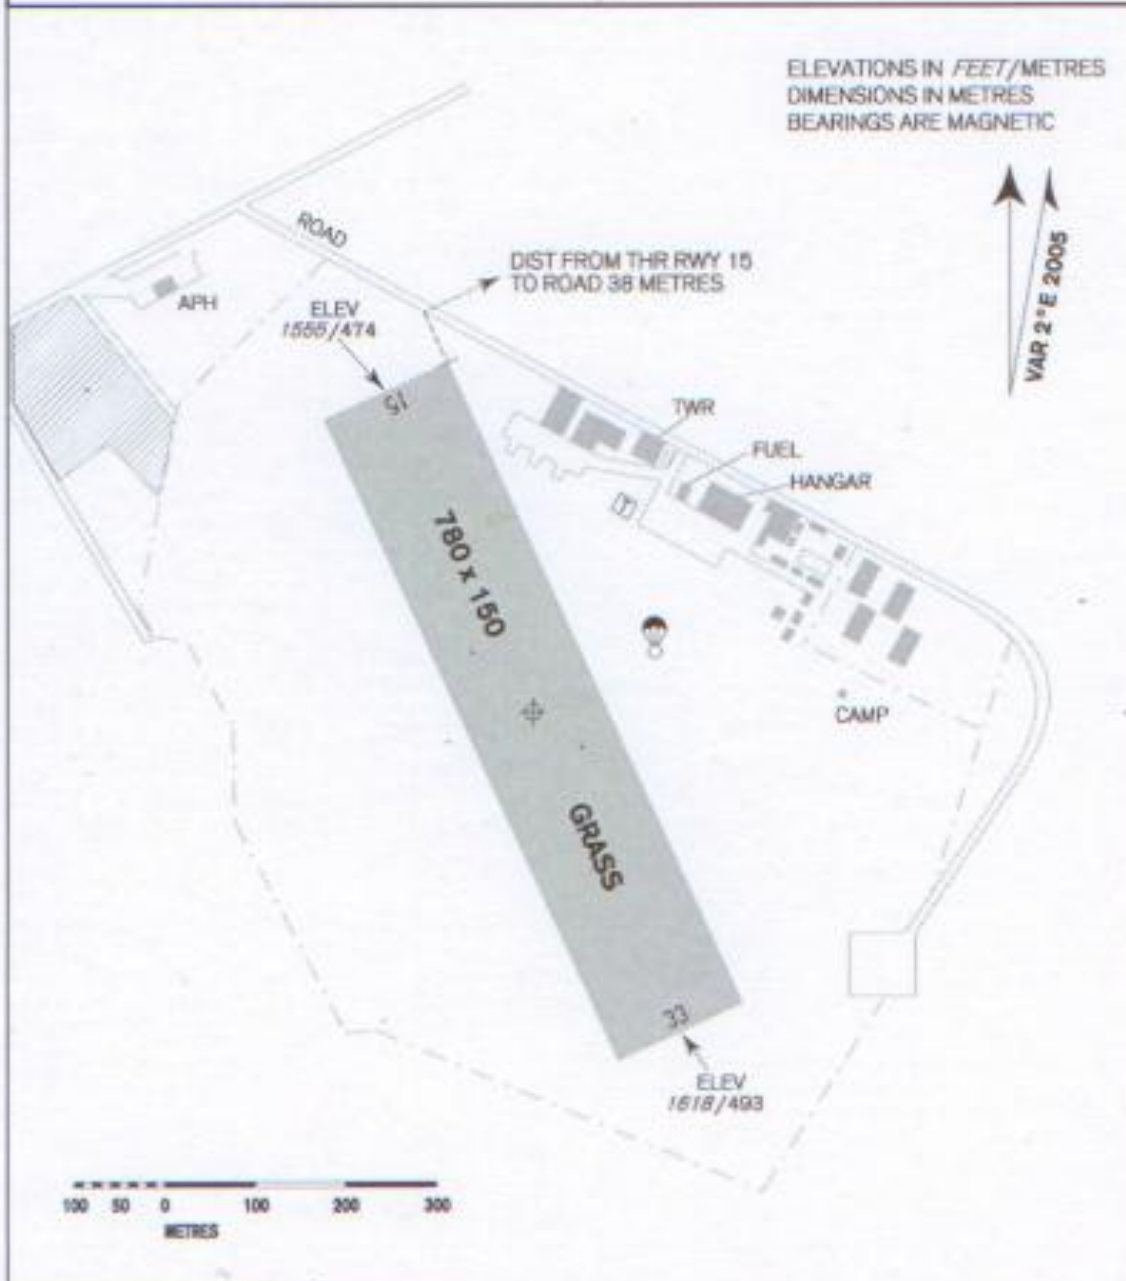 ELEVATIONS IN FEET/METRES
DIMENSIONS IN METRES
BEARINGS ARE MAGNETIC
VAR 2°E 2005
ROAD
DIST FROM THR RWY 15
TO ROAD 38 METRES
APH
ELEV
1555/474
15
TWR
FUEL
HANGAR
T
780 x 150
CAMP
GRASS
33
ELEV
1618/493
100 50 0 100 200 300
METRES